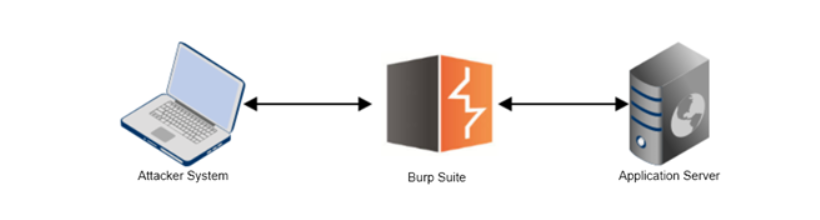 Attacker System
Burp Suite
Application Server